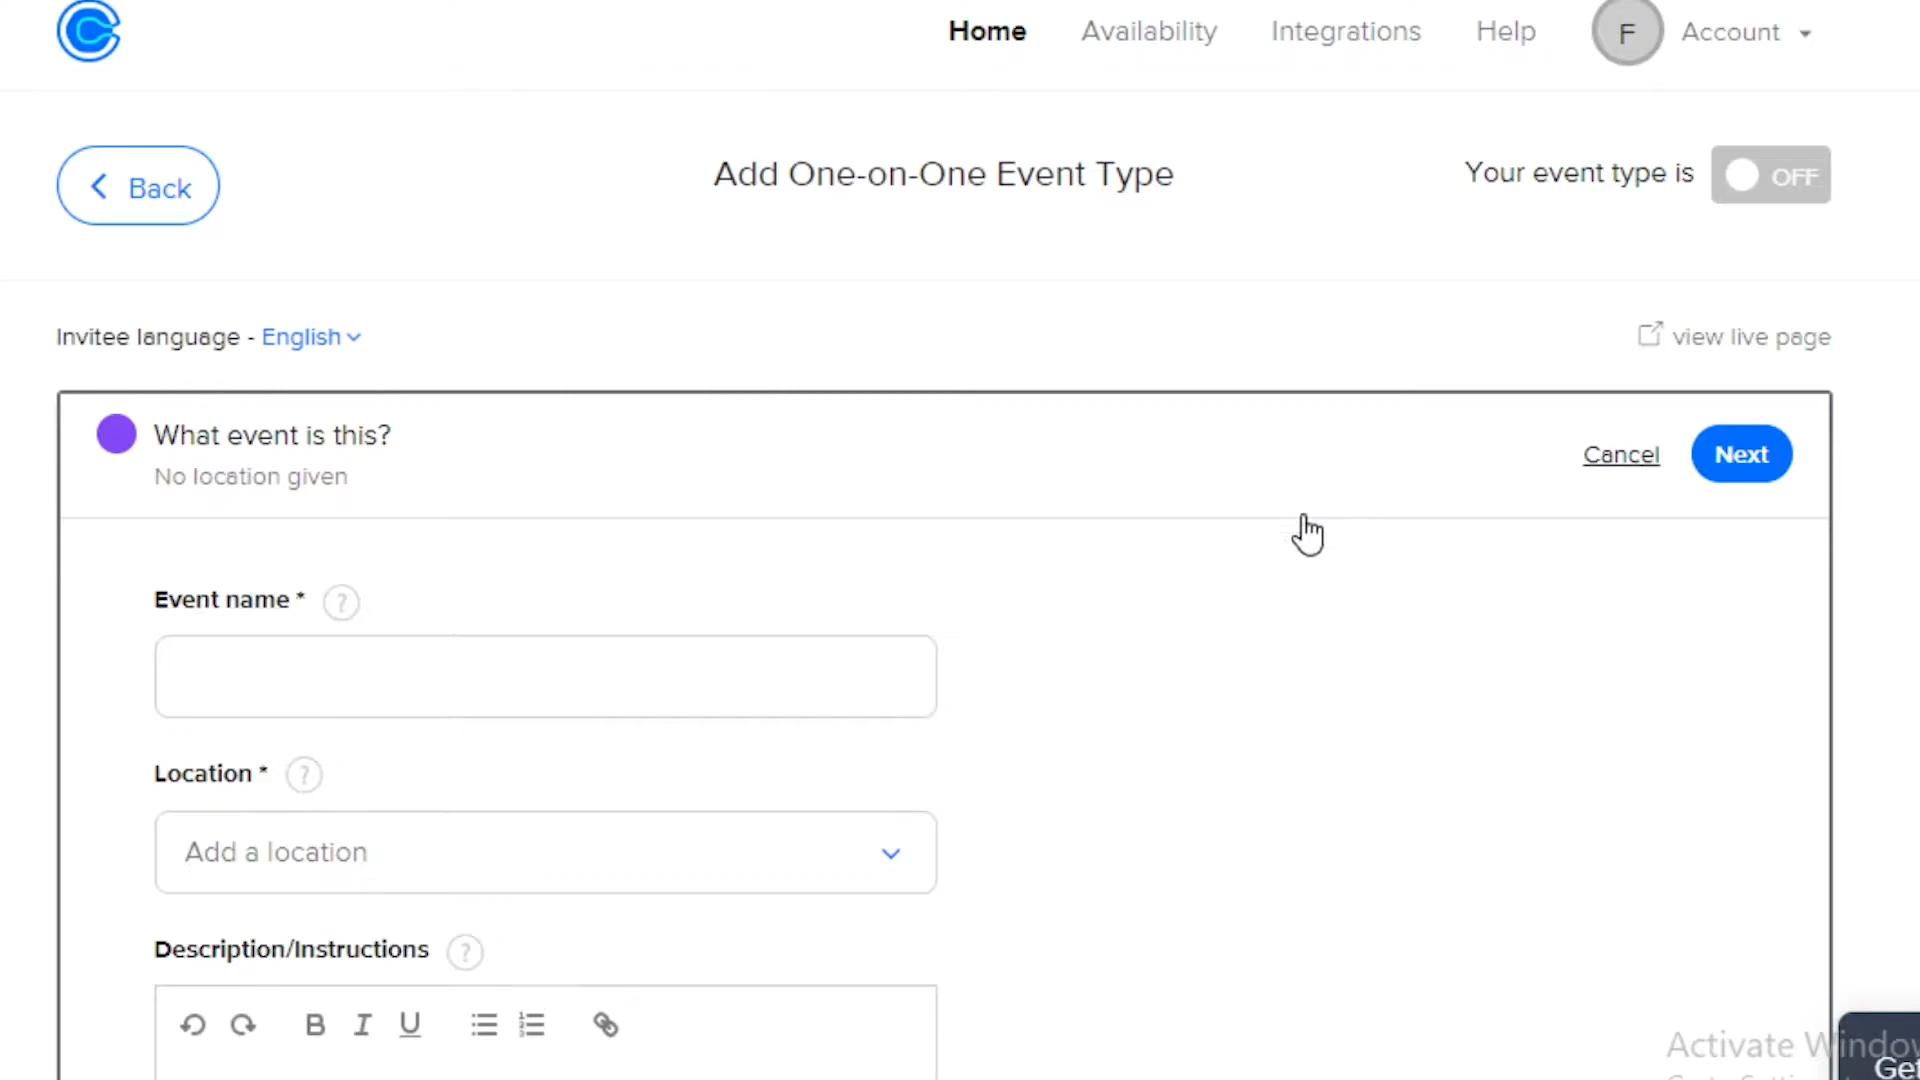 Home Availability Integrations Help F Account
Back
Add One-on-One Event Type
Your event type is OFF
Invitee language - English
view live page
What event is this?
No location given
Cancel Next
Event name * ?
Location * ?
Add a location
Description/Instructions ?
B I U
Activate Window
Get